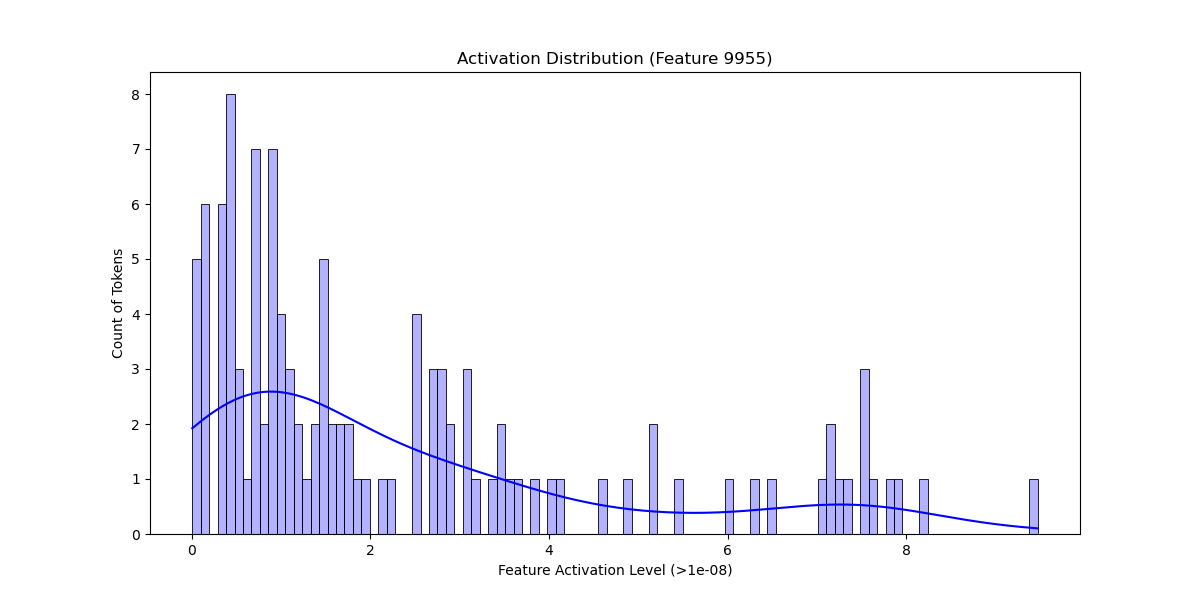 Activation Distribution (Feature 9955)
8
7
6
5
4
3
2
1
0
Count of Tokens
0 2 4 6 8
Feature Activation Level (>1e-08)